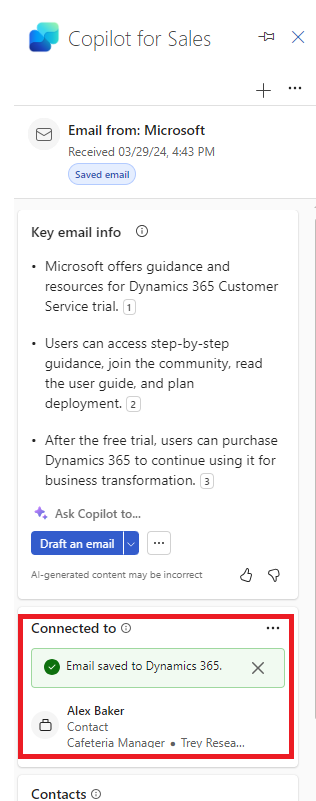 Copilot for Sales
Email from: Microsoft
Received 03/29/24, 4:43 PM
Saved email
Key email info
• Microsoft offers guidance and
resources for Dynamics 365 Customer
Service trial. 1
• Users can access step-by-step
guidance, join the community, read
the user guide, and plan
deployment. 2
• After the free trial, users can purchase
Dynamics 365 to continue using it for
business transformation. 3
Ask Copilot to...
Draft an email
AI-generated content may be incorrect
Connected to
Email saved to Dynamics 365.
Alex Baker
Contact
Cafeteria Manager • Trey Resea...
Contacts